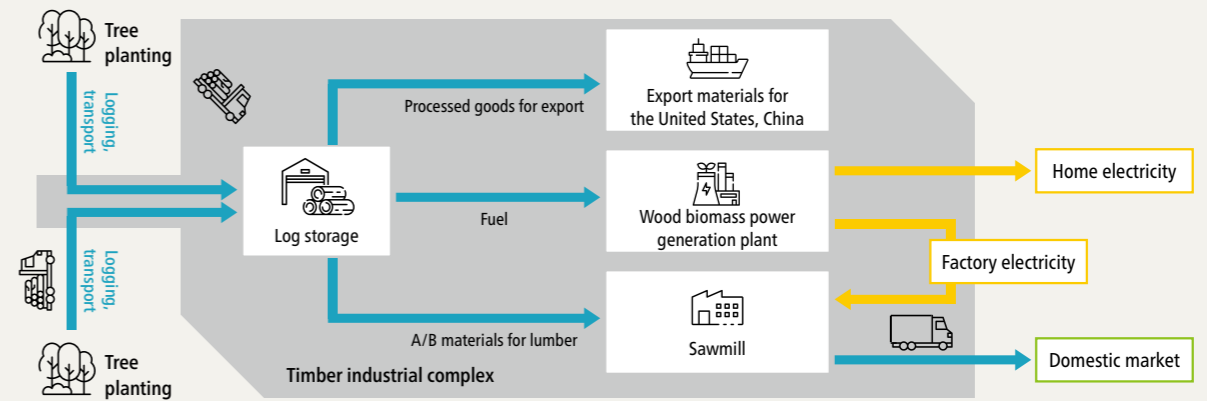 Tree
planting
Logging,
transport
Processed goods for export
Export materials for
the United States, China
Log storage
Fuel
Wood biomass power
generation plant
Home electricity
Factory electricity
Logging,
transport
A/B materials for lumber
Sawmill
Domestic market
Tree
planting
Timber industrial complex